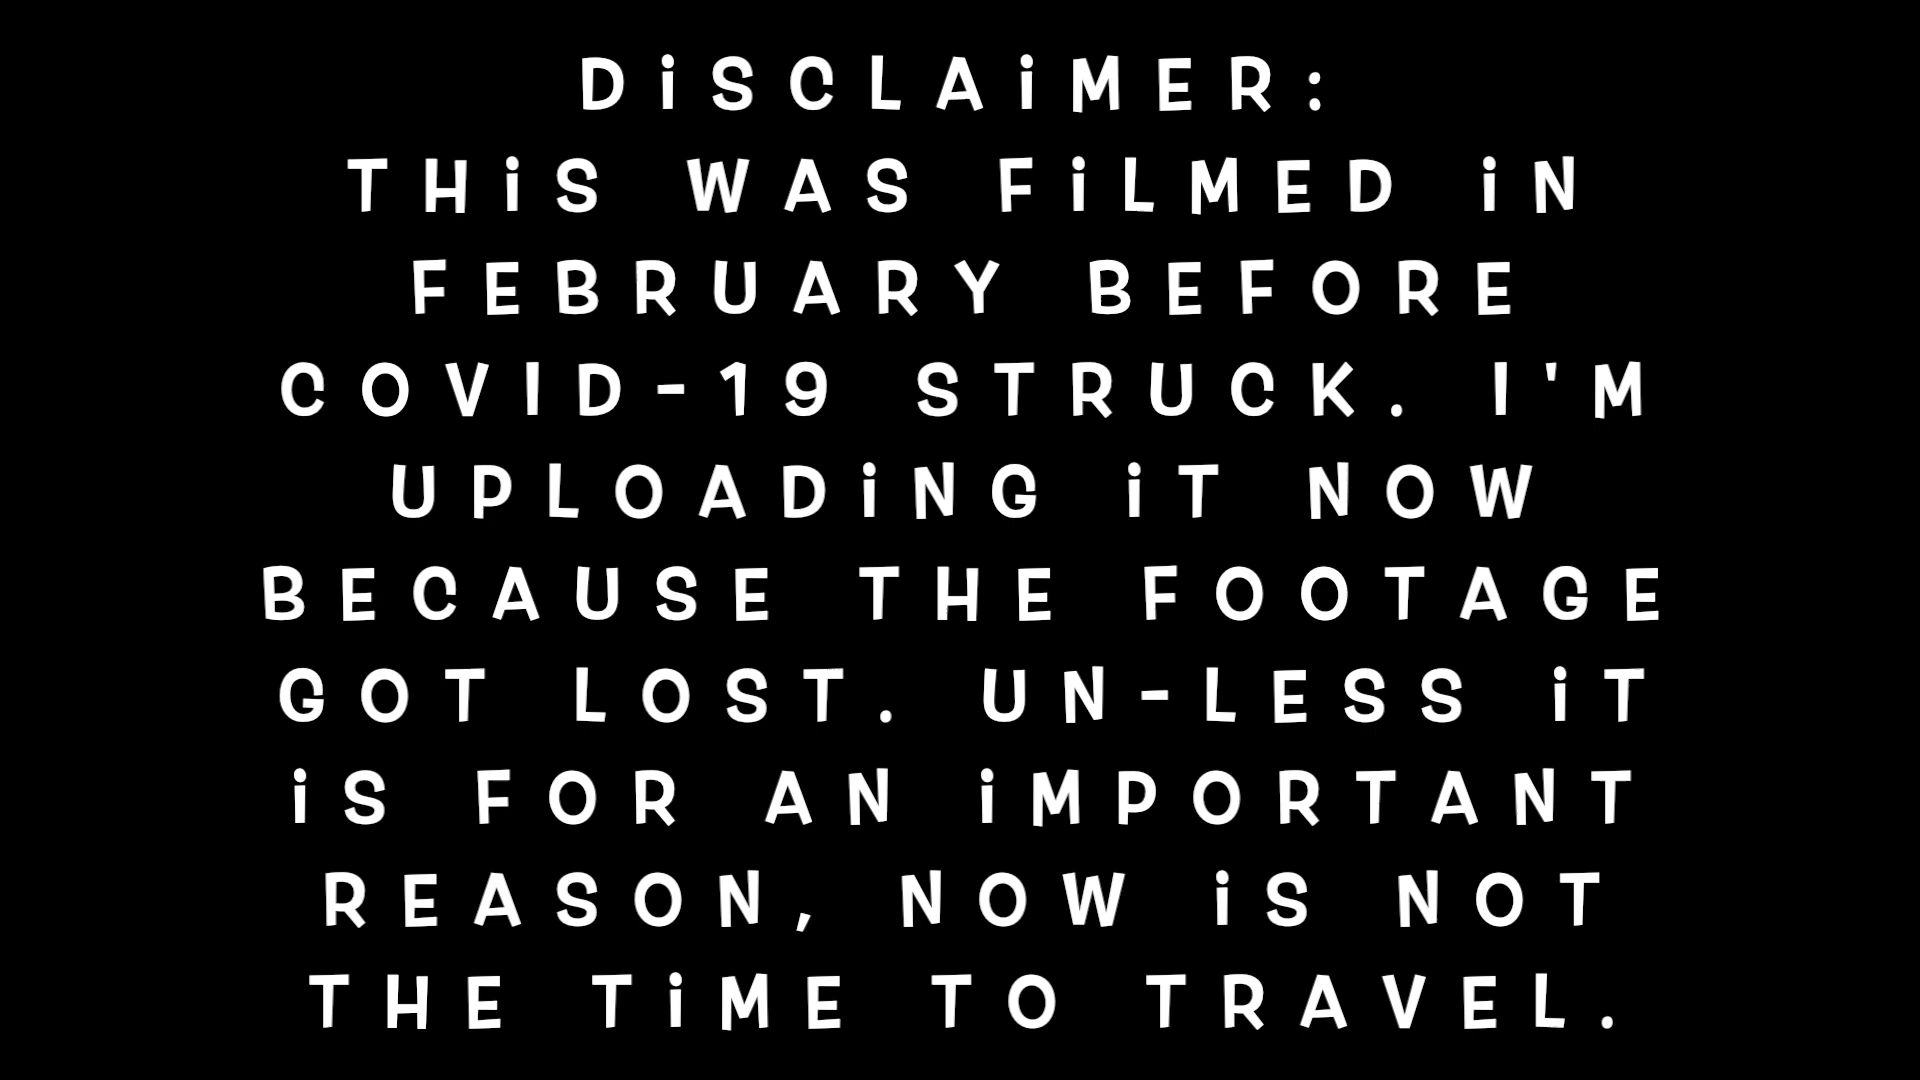 DiSCLAiMER:
THiS WAS FiLMED iN
FEBRUARY BEFORE
COVID-19 STRUCK. I'M
UPLOADiNG iT NOW
BECAUSE THE FOOTAGE
GOT LOST. UN-LESS iT
iS FOR AN iMPORTANT
REASON, NOW iS NOT
THE TiME TO TRAVEL.